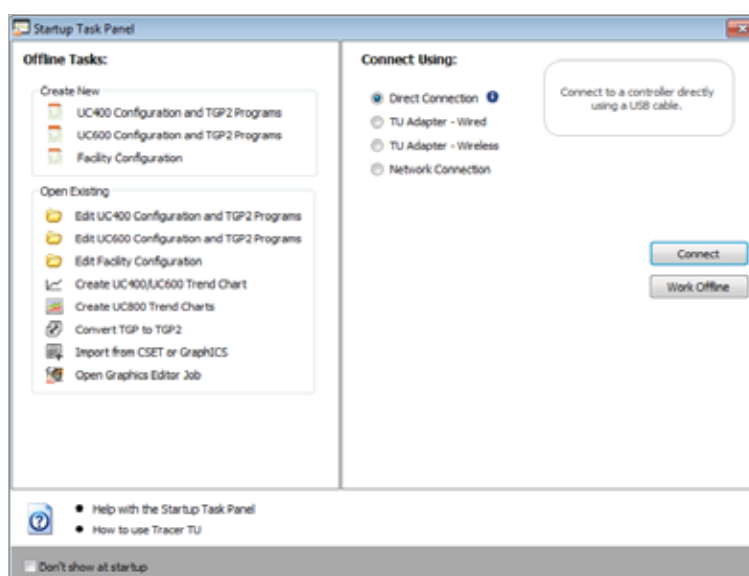 Startup Task Panel
Offline Tasks:
Create New
UC400 Configuration and TGP2 Programs
UC600 Configuration and TGP2 Programs
Facility Configuration
Open Existing
Edit UC400 Configuration and TGP2 Programs
Edit UC600 Configuration and TGP2 Programs
Edit Facility Configuration
Create UC400/UC600 Trend Chart
Create UC800 Trend Charts
Convert TGP to TGP2
Import from CSET or GraphICS
Open Graphics Editor Job
Connect Using:
Direct Connection
TU Adapter - Wired
TU Adapter - Wireless
Network Connection
Connect to a controller directly
using a USB cable.
Connect
Work Offline
Help with the Startup Task Panel
How to use Tracer TU
Don't show at startup